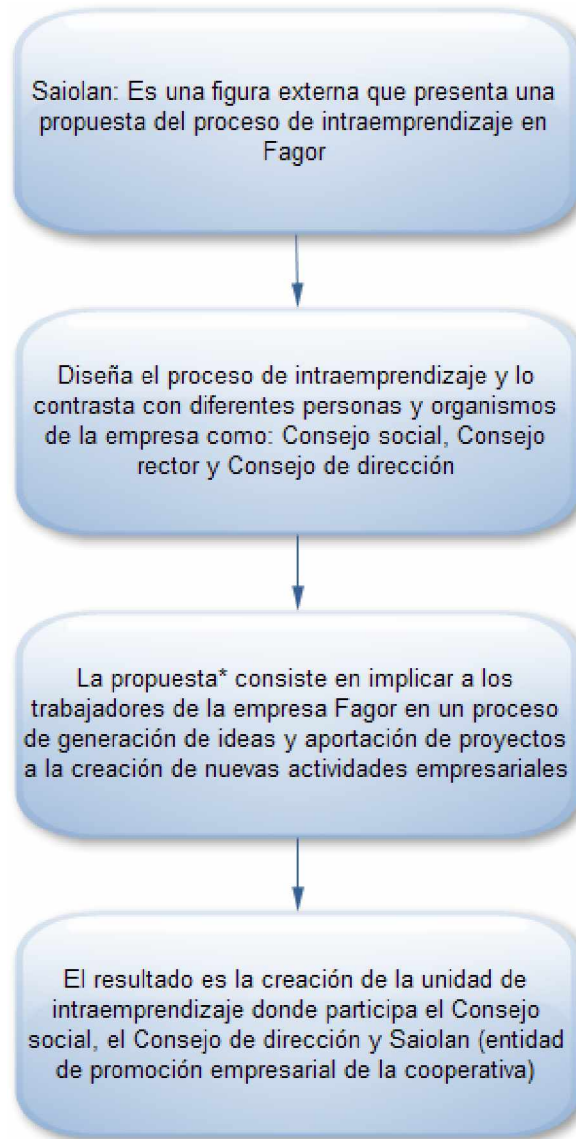 Saiolan: Es una figura externa que presenta una
propuesta del proceso de intraemprendizaje en
Fagor
Diseña el proceso de intraemprendizaje y lo
contrasta con diferentes personas y organismos
de la empresa como: Consejo social, Consejo
rector y Consejo de dirección
La propuesta* consiste en implicar a los
trabajadores de la empresa Fagor en un proceso
de generación de ideas y aportación de proyectos
a la creación de nuevas actividades empresariales
El resultado es la creación de la unidad de
intraemprendizaje donde participa el Consejo
social, el Consejo de dirección y Saiolan (entidad
de promoción empresarial de la cooperativa)